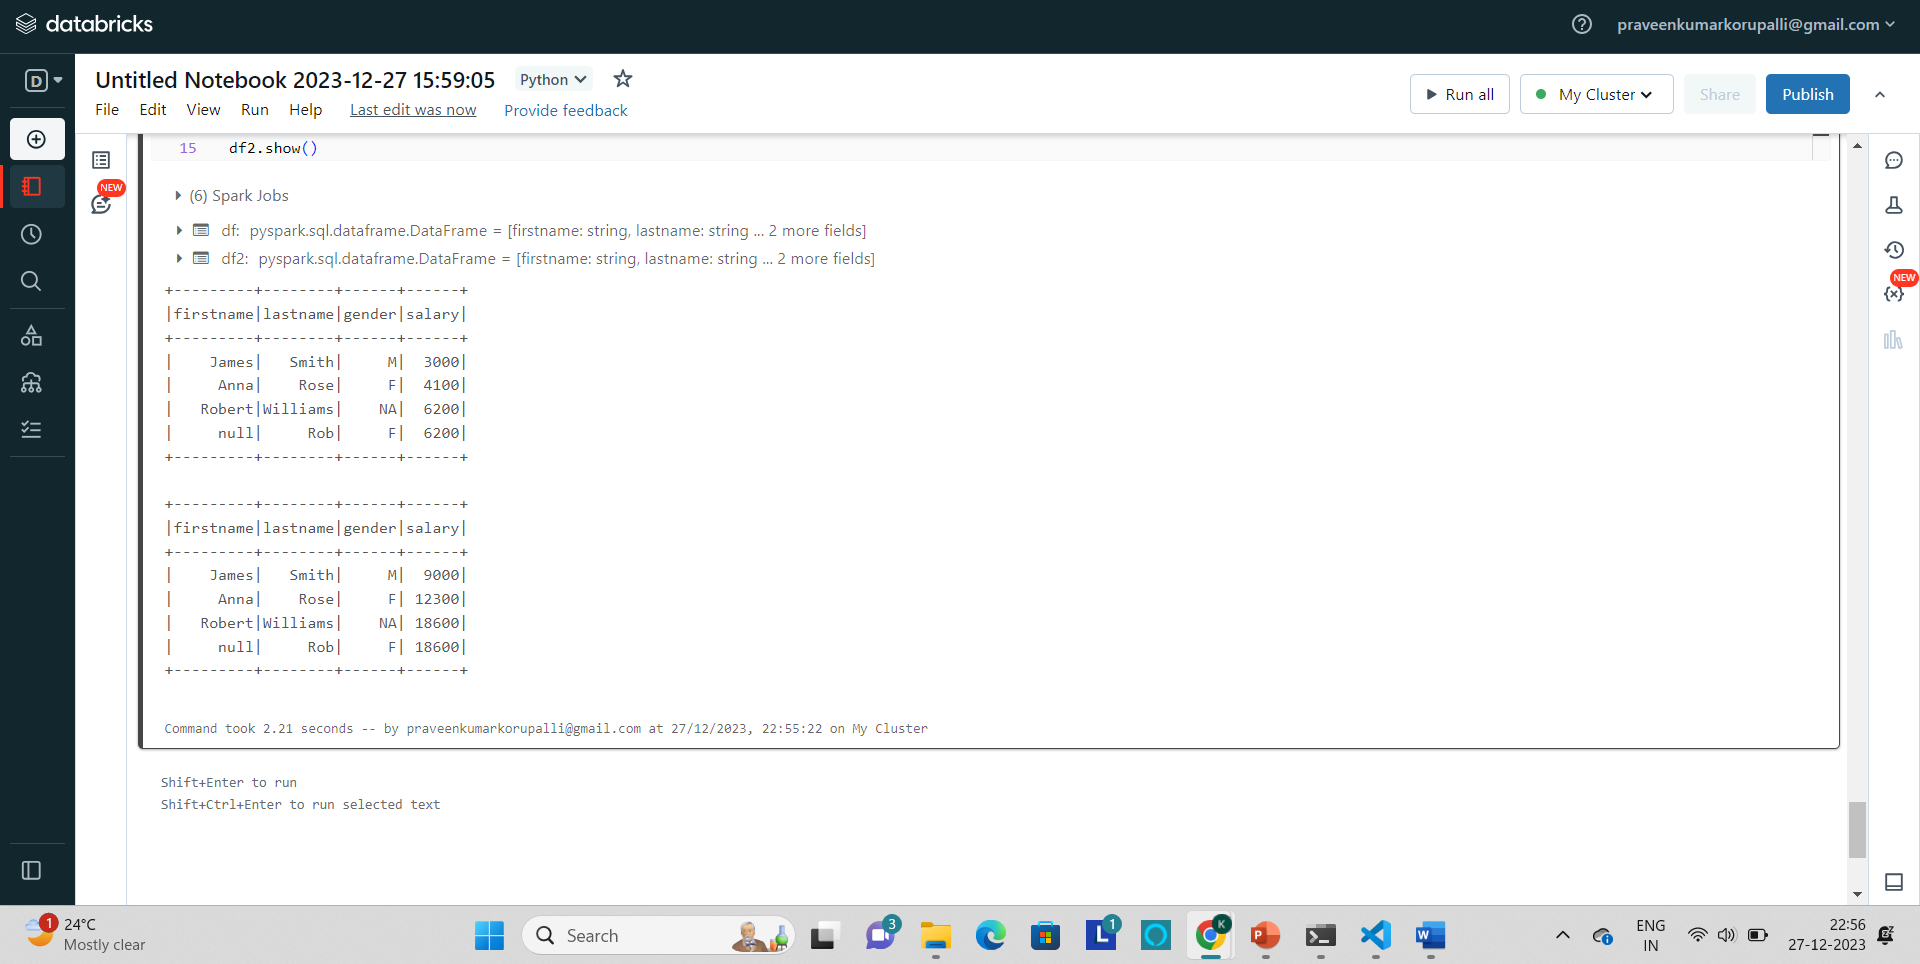 databricks
praveenkumarkorupalli@gmail.com
D
Untitled Notebook 2023-12-27 15:59:05 Python
File Edit View Run Help Last edit was now Provide feedback
Run all My Cluster Share Publish
15 df2.show()
NEW
(6) Spark Jobs
df: pyspark.sql.dataframe.DataFrame = [firstname: string, lastname: string ... 2 more fields]
df2: pyspark.sql.dataframe.DataFrame = [firstname: string, lastname: string ... 2 more fields]
NEW
+---------+--------+------+------+
|firstname|lastname|gender|salary|
+---------+--------+------+------+
|    James|   Smith|     M|  3000|
|     Anna|    Rose|     F|  4100|
|   Robert|Williams|    NA|  6200|
|     null|     Rob|     F|  6200|
+---------+--------+------+------+
+---------+--------+------+------+
|firstname|lastname|gender|salary|
+---------+--------+------+------+
|    James|   Smith|     M|  9000|
|     Anna|    Rose|     F| 12300|
|   Robert|Williams|    NA| 18600|
|     null|     Rob|     F| 18600|
+---------+--------+------+------+
Command took 2.21 seconds -- by praveenkumarkorupalli@gmail.com at 27/12/2023, 22:55:22 on My Cluster
Shift+Enter to run
Shift+Ctrl+Enter to run selected text
1
24°C
Mostly clear
Search
3
L
1
K
P
W
ENG
IN
22:56
27-12-2023